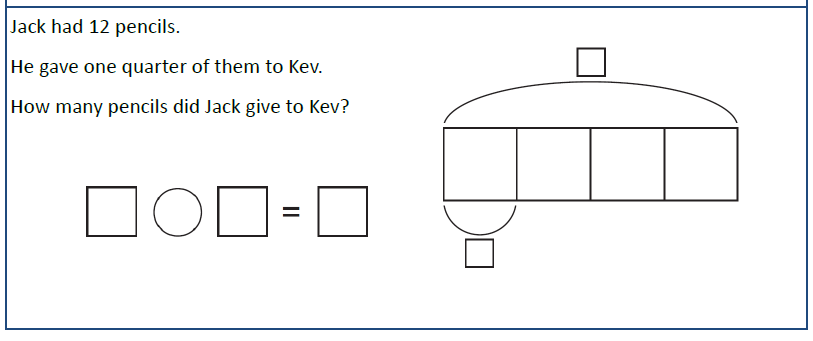 Jack had 12 pencils.
He gave one quarter of them to Kev.
How many pencils did Jack give to Kev?
=